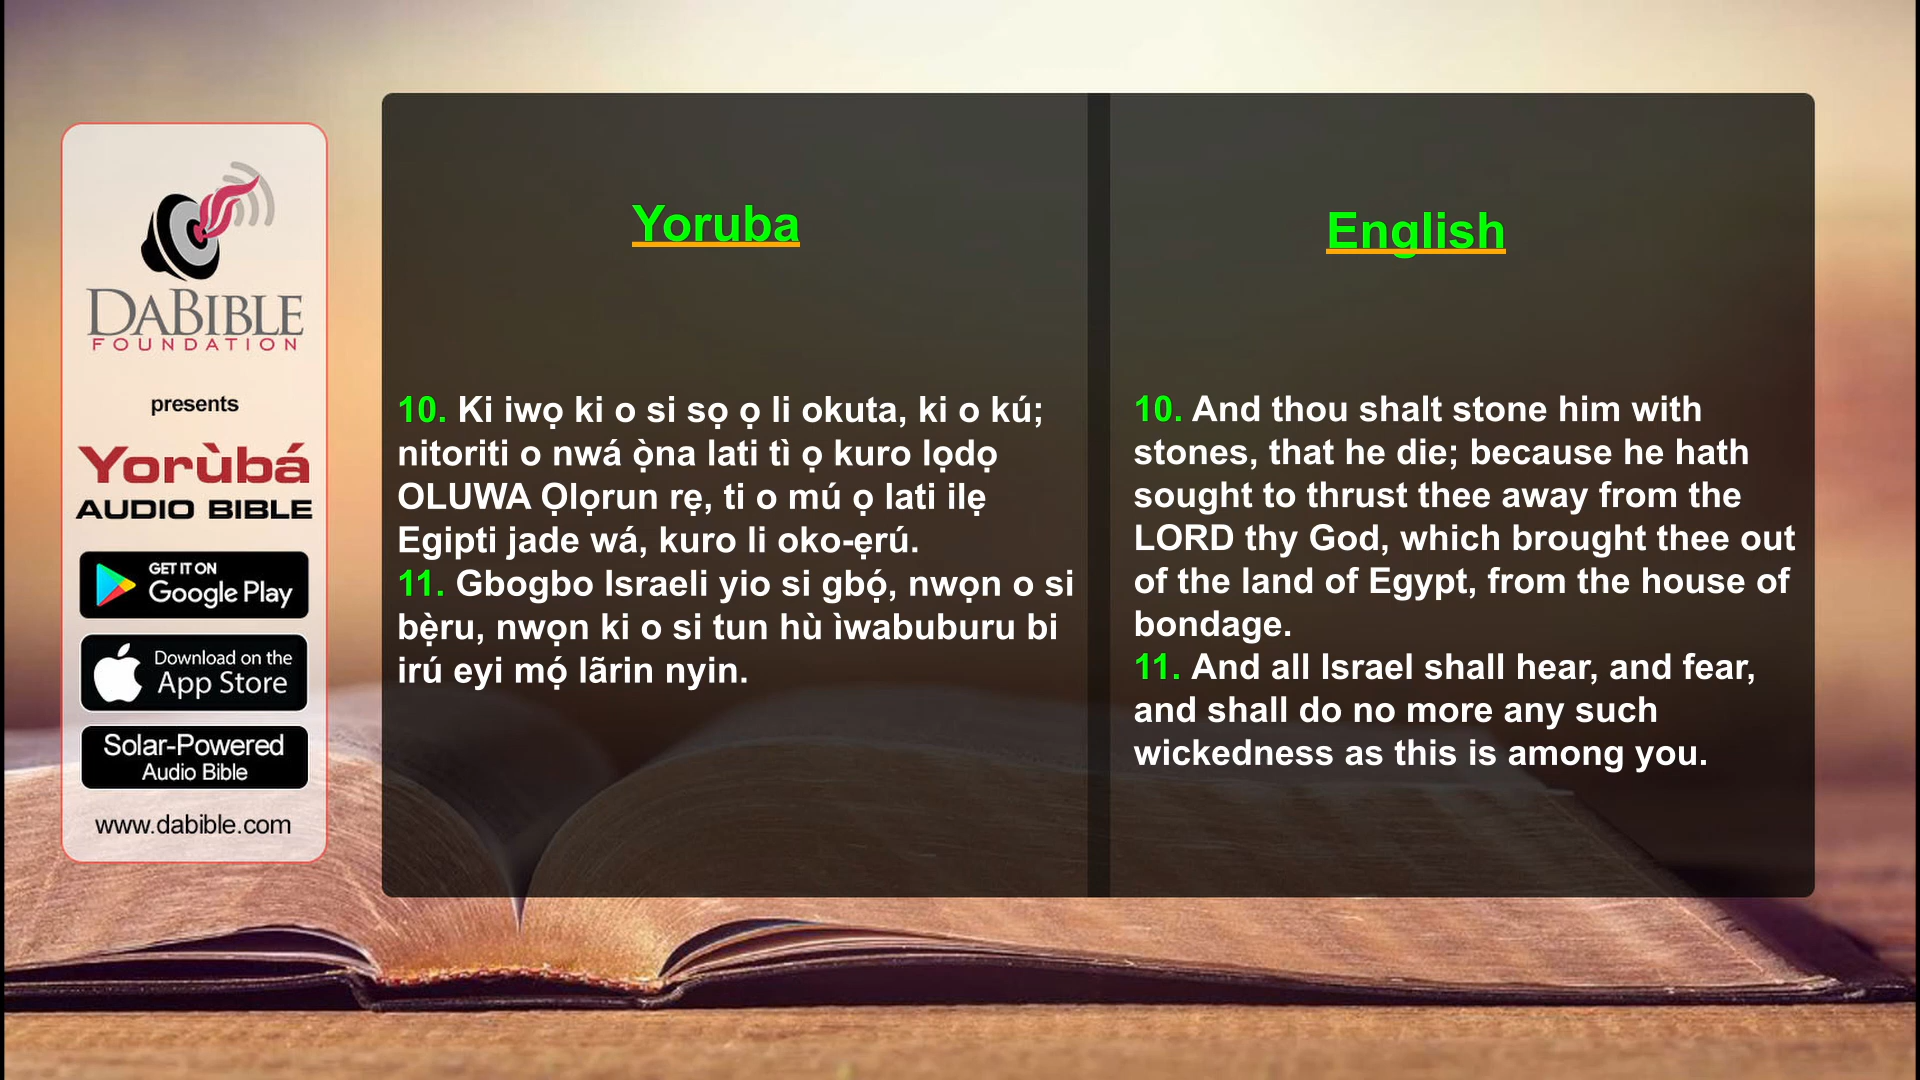 DABIBLE
FOUNDATION
presents
Yorùbá
AUDIO BIBLE
GET IT ON
Google Play
Download on the
App Store
Solar-Powered
Audio Bible
www.dabible.com
Yoruba
10. Ki iwọ ki o si sọ ọ li okuta, ki o kú;
nitoriti o nwá ọ̀na lati tì ọ kuro lọdọ
OLUWA Ọlọrun rẹ, ti o mú ọ lati ilẹ
Egipti jade wá, kuro li oko-ẹrú.
11. Gbogbo Israeli yio si gbọ́, nwọn o si
bẹ̀ru, nwọn ki o si tun hù ìwabuburu bi
irú eyi mọ́ lãrin nyin.
English
10. And thou shalt stone him with
stones, that he die; because he hath
sought to thrust thee away from the
LORD thy God, which brought thee out
of the land of Egypt, from the house of
bondage.
11. And all Israel shall hear, and fear,
and shall do no more any such
wickedness as this is among you.